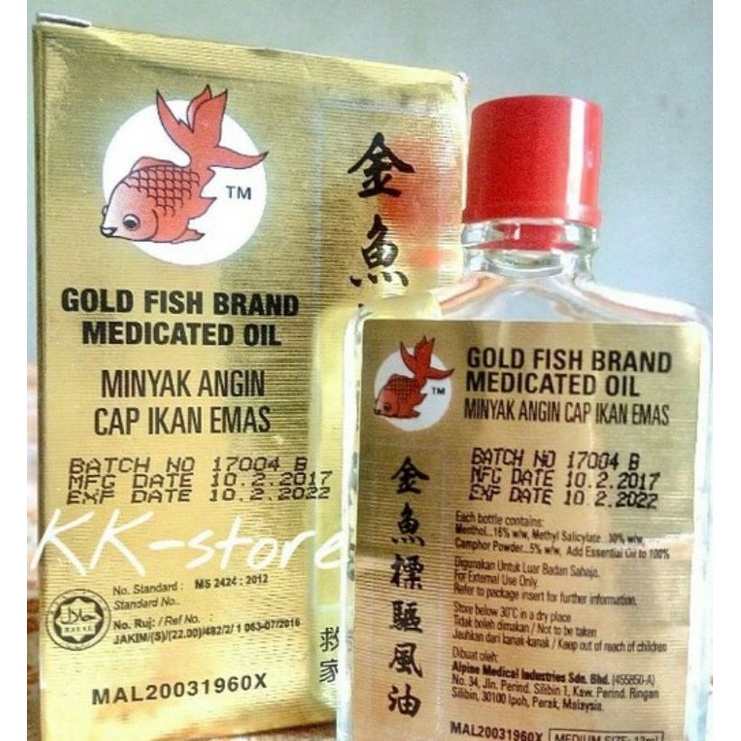 TM
金魚
GOLD FISH BRAND
MEDICATED OIL
MINYAK ANGIN
CAP IKAN EMAS
BATCH NO 17004 B
MFG DATE 10.2.2017
EXP DATE 10.2.2022
KK-store
No. Standard : MS 2424 : 2012
Standard No..
No. Ruj: / Ref No.
JAKIM/(S)/(22.00)/492/2/1 063-07/2016
救
家
MAL20031960X
TM
GOLD FISH BRAND
MEDICATED OIL
MINYAK ANGIN CAP IKAN EMAS
BATCH NO 17004 B
MFG DATE 10.2.2017
EXP DATE 10.2.2022
金魚標驅風油
Each bottle contains:
Menthol...16% w/w, Methyl Salicylate...30% w/w,
Camphor Powder...5% w/w, Add Essential Oil to 100%
Digunakan Untuk Luar Badan Sahaja.
For External Use Only.
Refer to package insert for further information.
Store below 30°C in a dry place
Tidak boleh dimakan / Not to be taken
Jauhkan dari kanak-kanak / Keep out of reach of children
Dibuat oleh:
Alpine Medical Industries Sdn. Bhd. (455850-A)
No. 34, Jln. Perind. Silibin 1, Kaw. Perind. Ringan
Silibin, 30100 Ipoh, Perak, Malaysia.
MAL20031960X MEDIUM SIZE: 12ml